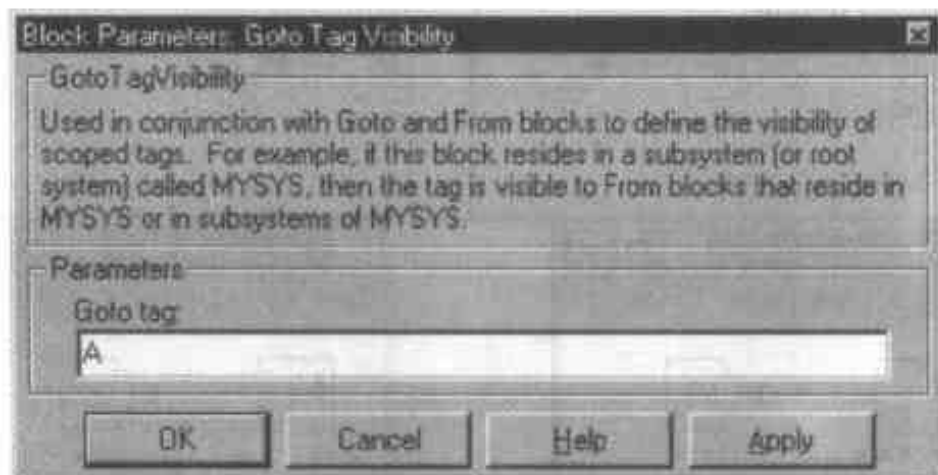 Block Parameters: Goto Tag Visibility
GotoTagVisibility
Used in conjunction with Goto and From blocks to define the visibility of
scoped tags. For example, if this block resides in a subsystem (or root
system) called MYSYS, then the tag is visible to From blocks that reside in
MYSYS or in subsystems of MYSYS.
Parameters
Goto tag:
A
OK Cancel Help Apply